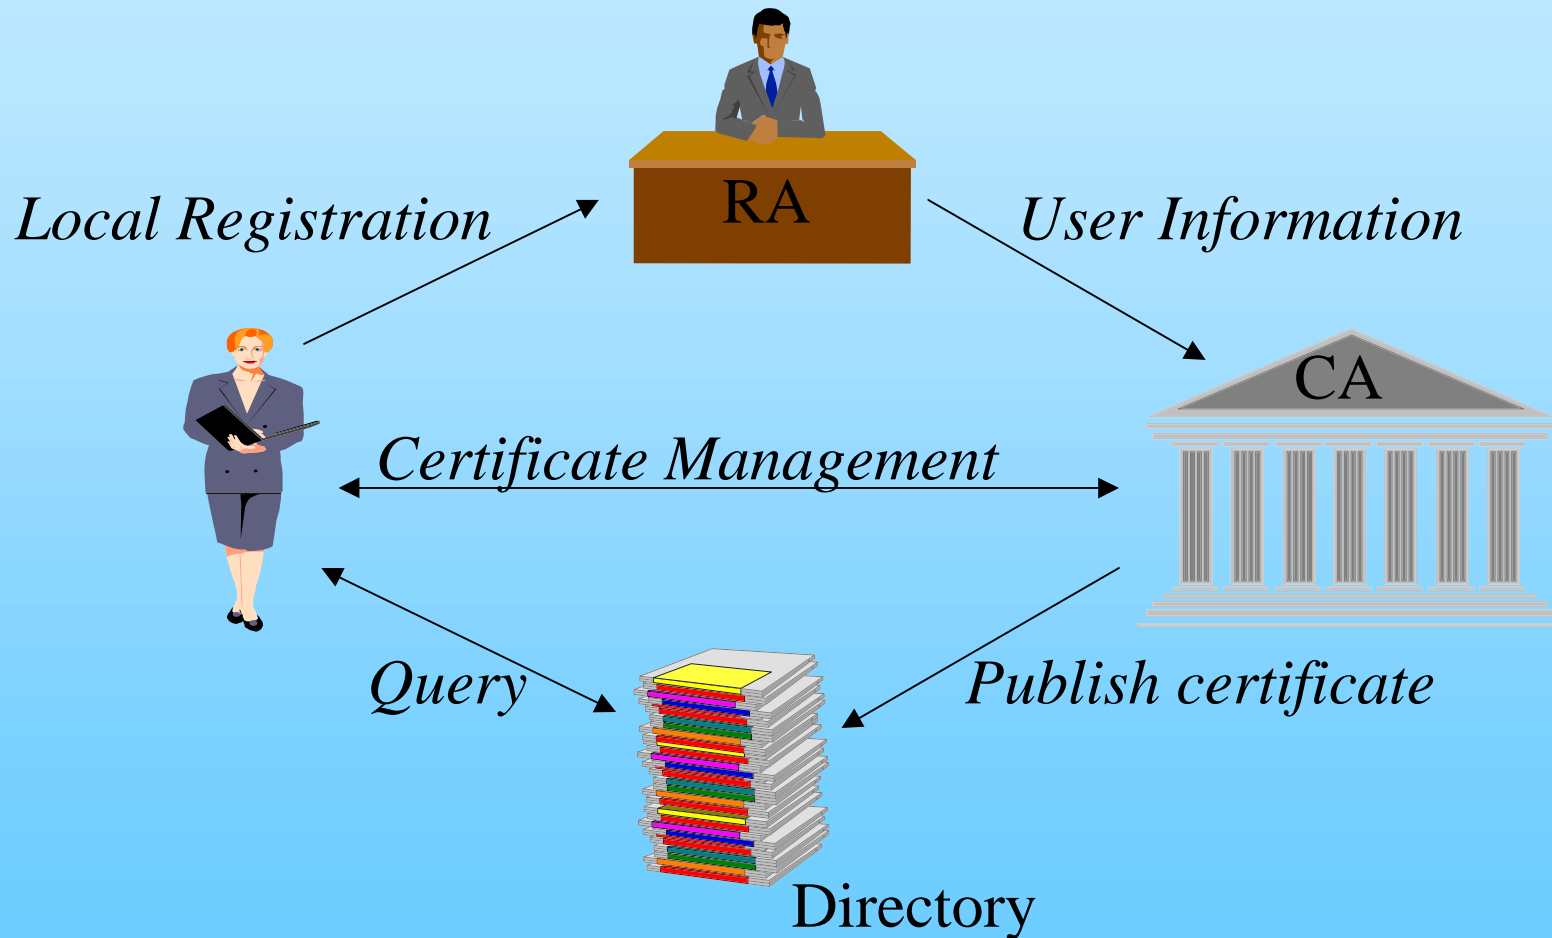 RA
Local Registration
User Information
CA
Certificate Management
Query
Publish certificate
Directory